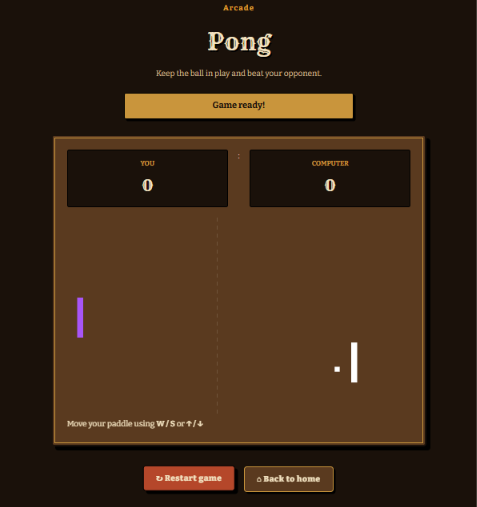 Arcade
Pong
Keep the ball in play and beat your opponent.
Game ready!
YOU : COMPUTER
0 0
Move your paddle using W / S or ↑ / ↓
↻ Restart game ⌂ Back to home